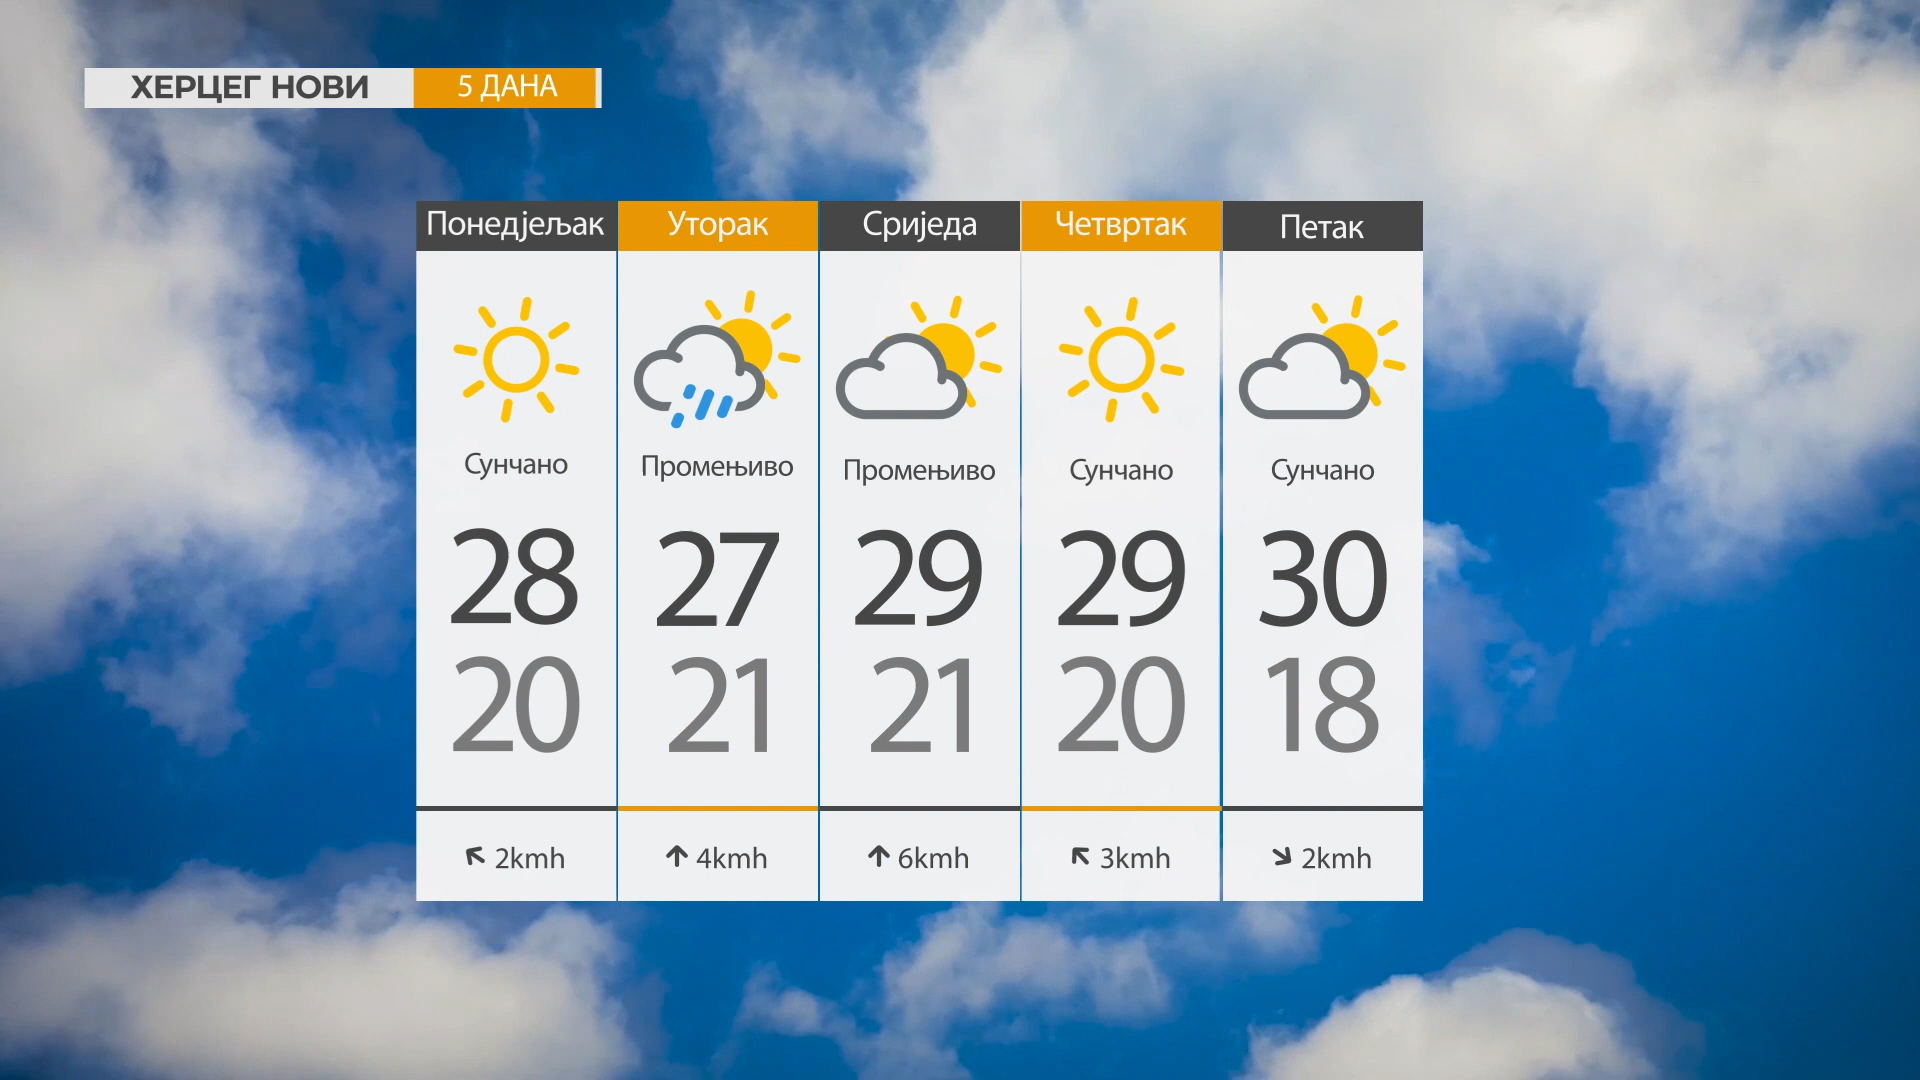 ХЕРЦЕГ НОВИ 5 ДАНА
Понедјељак Уторак Сриједа Четвртак Петак
Сунчано Промењиво Промењиво Сунчано Сунчано
28 27 29 29 30
20 21 21 20 18
2kmh 4kmh 6kmh 3kmh 2kmh